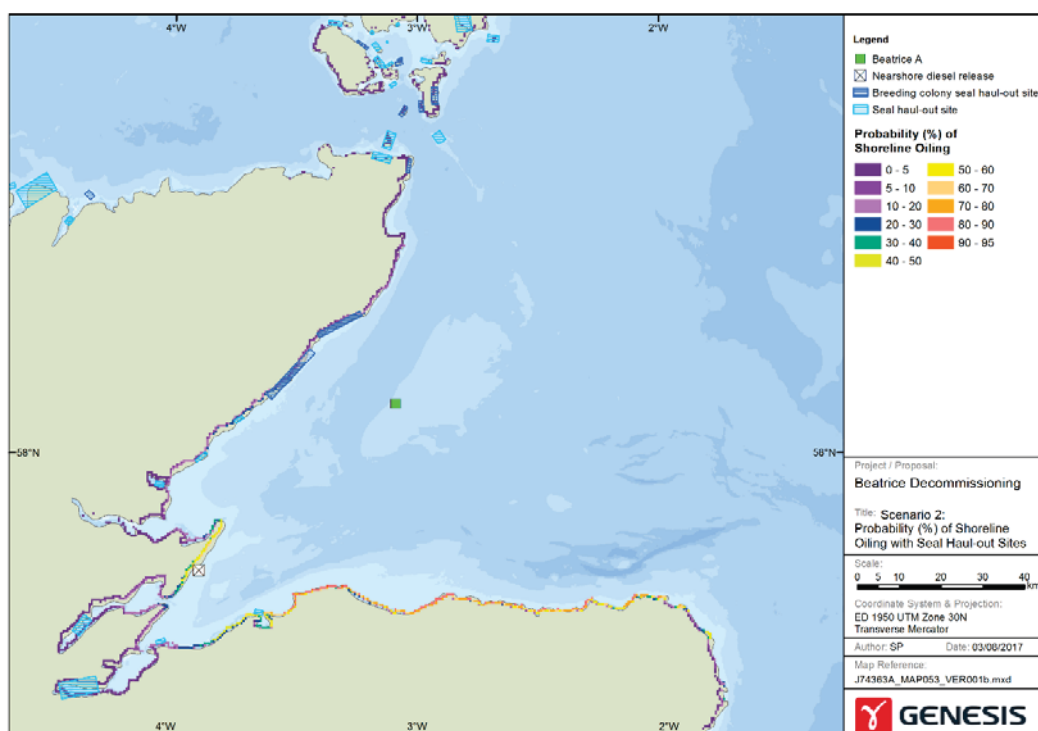 4°W 3°W 2°W
58°N 58°N
4°W 3°W 2°W
Legend
Beatrice A
Nearshore diesel release
Breeding colony seal haul-out site
Seal haul-out site
Probability (%) of
Shoreline Oiling
0 - 5 50 - 60
5 - 10 60 - 70
10 - 20 70 - 80
20 - 30 80 - 90
30 - 40 90 - 95
40 - 50
Project / Proposal:
Beatrice Decommissioning
Title: Scenario 2:
Probability (%) of Shoreline
Oiling with Seal Haul-out Sites
Scale:
0 5 10 20 30 40
km
Coordinate System & Projection:
ED 1950 UTM Zone 30N
Transverse Mercator
Author: SP Date: 03/08/2017
Map Reference:
J74363A_MAP053_VER001b.mxd
GENESIS